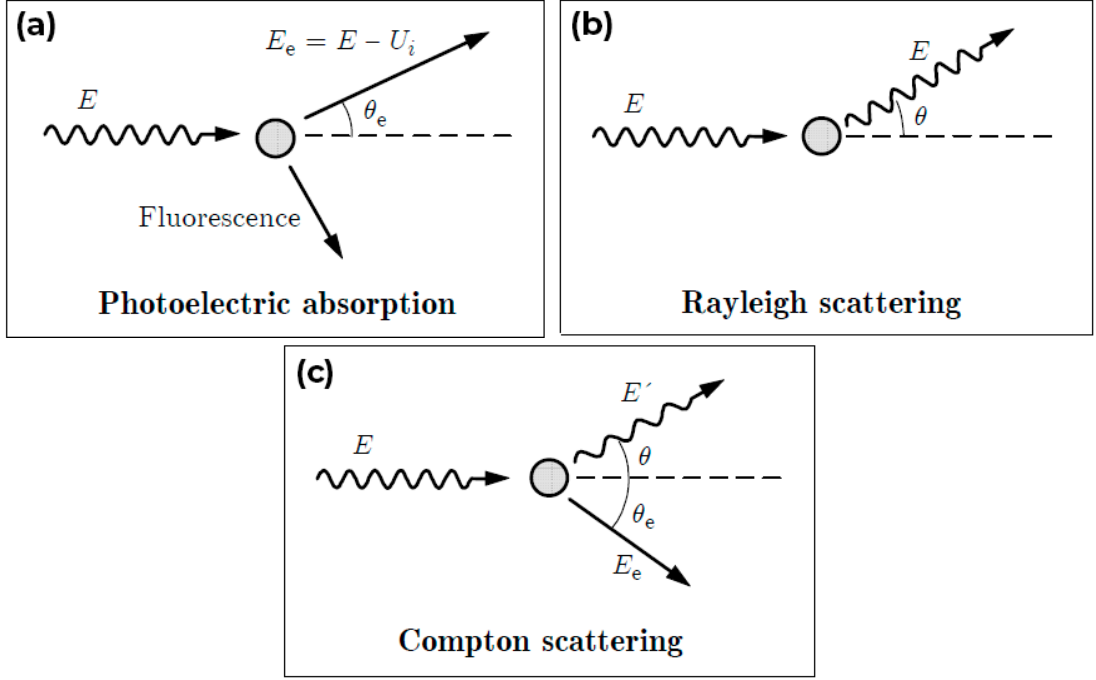 (a)
E_e = E − U_i
E
θ_e
Fluorescence
Photoelectric absorption
(b)
E
E
θ
Rayleigh scattering
(c)
E´
E
θ
θ_e
E_e
Compton scattering